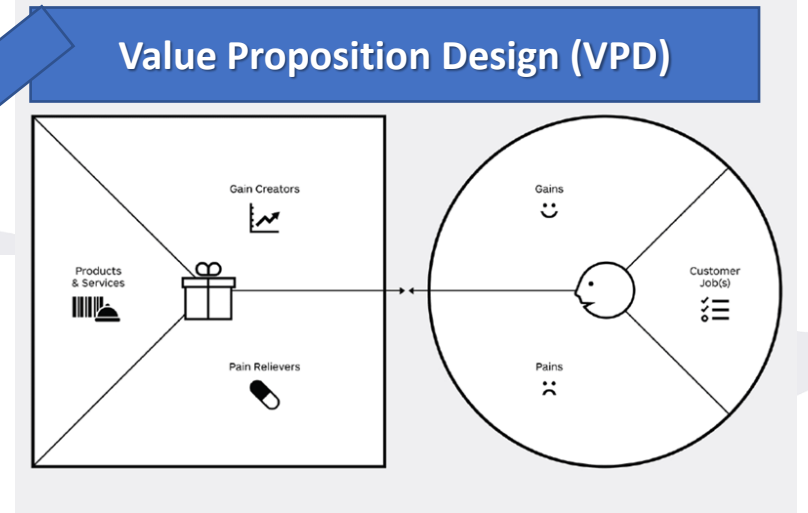 Value Proposition Design (VPD)
Gain Creators
Products
& Services
Pain Relievers
Gains
Customer
Job(s)
Pains